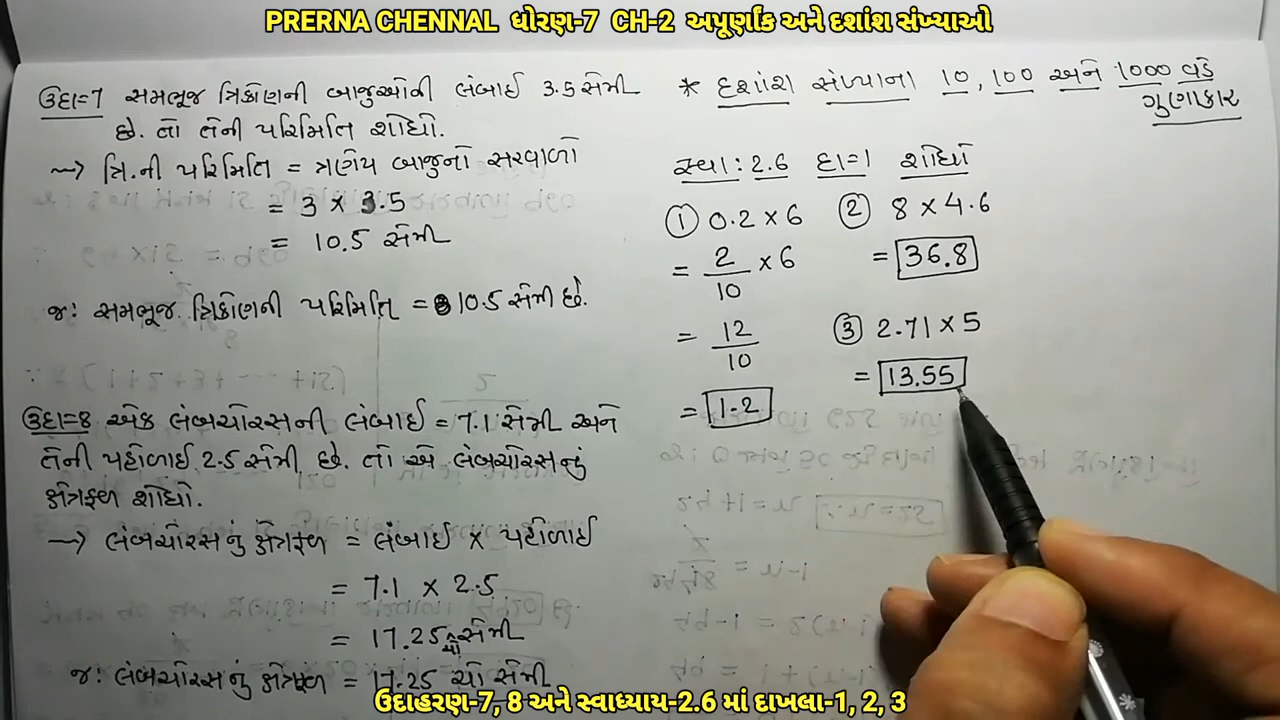 PRERNA CHENNAL ધોરણ-7 CH-2 અપૂર્ણાંક અને દશાંશ સંખ્યાઓ
ઉદા=7 સમભૂજ ત્રિકોણની બાજુઓની લંબાઈ 3.5 સેમી
છે. તો તેની પરિમિતિ શોધો.
→ ત્રિ.ની પરિમિતિ = ત્રણેય બાજુનો સરવાળો
= 3 × 3.5
= 10.5 સેમી
જ: સમભૂજ ત્રિકોણની પરિમિતિ = 10.5 સેમી છે.
ઉદા=8 એક લંબચોરસની લંબાઈ = 7.1 સેમી અને
તેની પહોળાઈ 2.5 સેમી છે. તો એ લંબચોરસનું
ક્ષેત્રફળ શોધો.
→ લંબચોરસનું ક્ષેત્રફળ = લંબાઈ × પહોળાઈ
= 7.1 × 2.5
= 17.25 ચો સેમી
જ: લંબચોરસનું ક્ષેત્રફળ = 17.25 ચો સેમી
* દશાંશ સંખ્યાના 10, 100 અને 1000 વડે
ગુણાકાર
સ્વા: 2.6 દા=1 શોધો
① 0.2 × 6
= 2/10 × 6
= 12/10
= 1.2
② 8 × 4.6
= 36.8
③ 2.71 × 5
= 13.55
ઉદાહરણ-7, 8 અને સ્વાધ્યાય-2.6 માં દાખલા-1, 2, 3